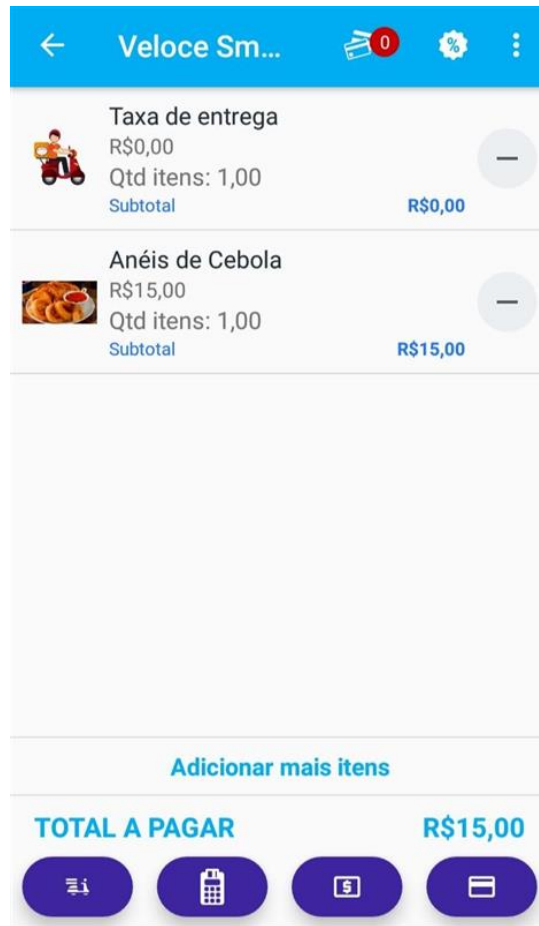 Veloce Sm...
0
%
Taxa de entrega
R$0,00
Qtd itens: 1,00
Subtotal R$0,00
Anéis de Cebola
R$15,00
Qtd itens: 1,00
Subtotal R$15,00
Adicionar mais itens
TOTAL A PAGAR R$15,00
$